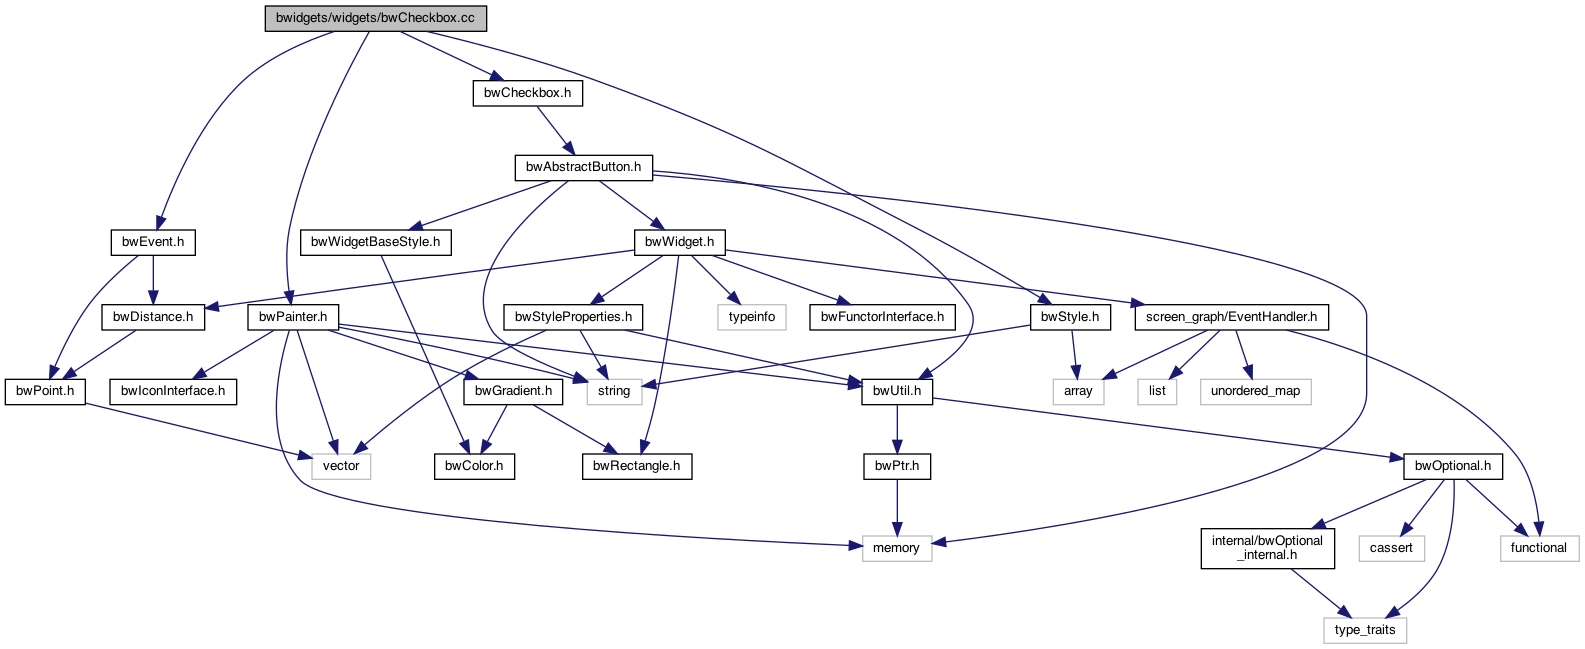 bwidgets/widgets/bwCheckbox.cc
bwCheckbox.h
bwAbstractButton.h
bwEvent.h
bwWidgetBaseStyle.h
bwWidget.h
bwDistance.h
bwPainter.h
bwStyleProperties.h
typeinfo
bwFunctorInterface.h
bwStyle.h
screen_graph/EventHandler.h
bwPoint.h
bwIconInterface.h
bwGradient.h
string
bwUtil.h
array
list
unordered_map
vector
bwColor.h
bwRectangle.h
bwPtr.h
bwOptional.h
memory
internal/bwOptional
_internal.h
cassert
functional
type_traits